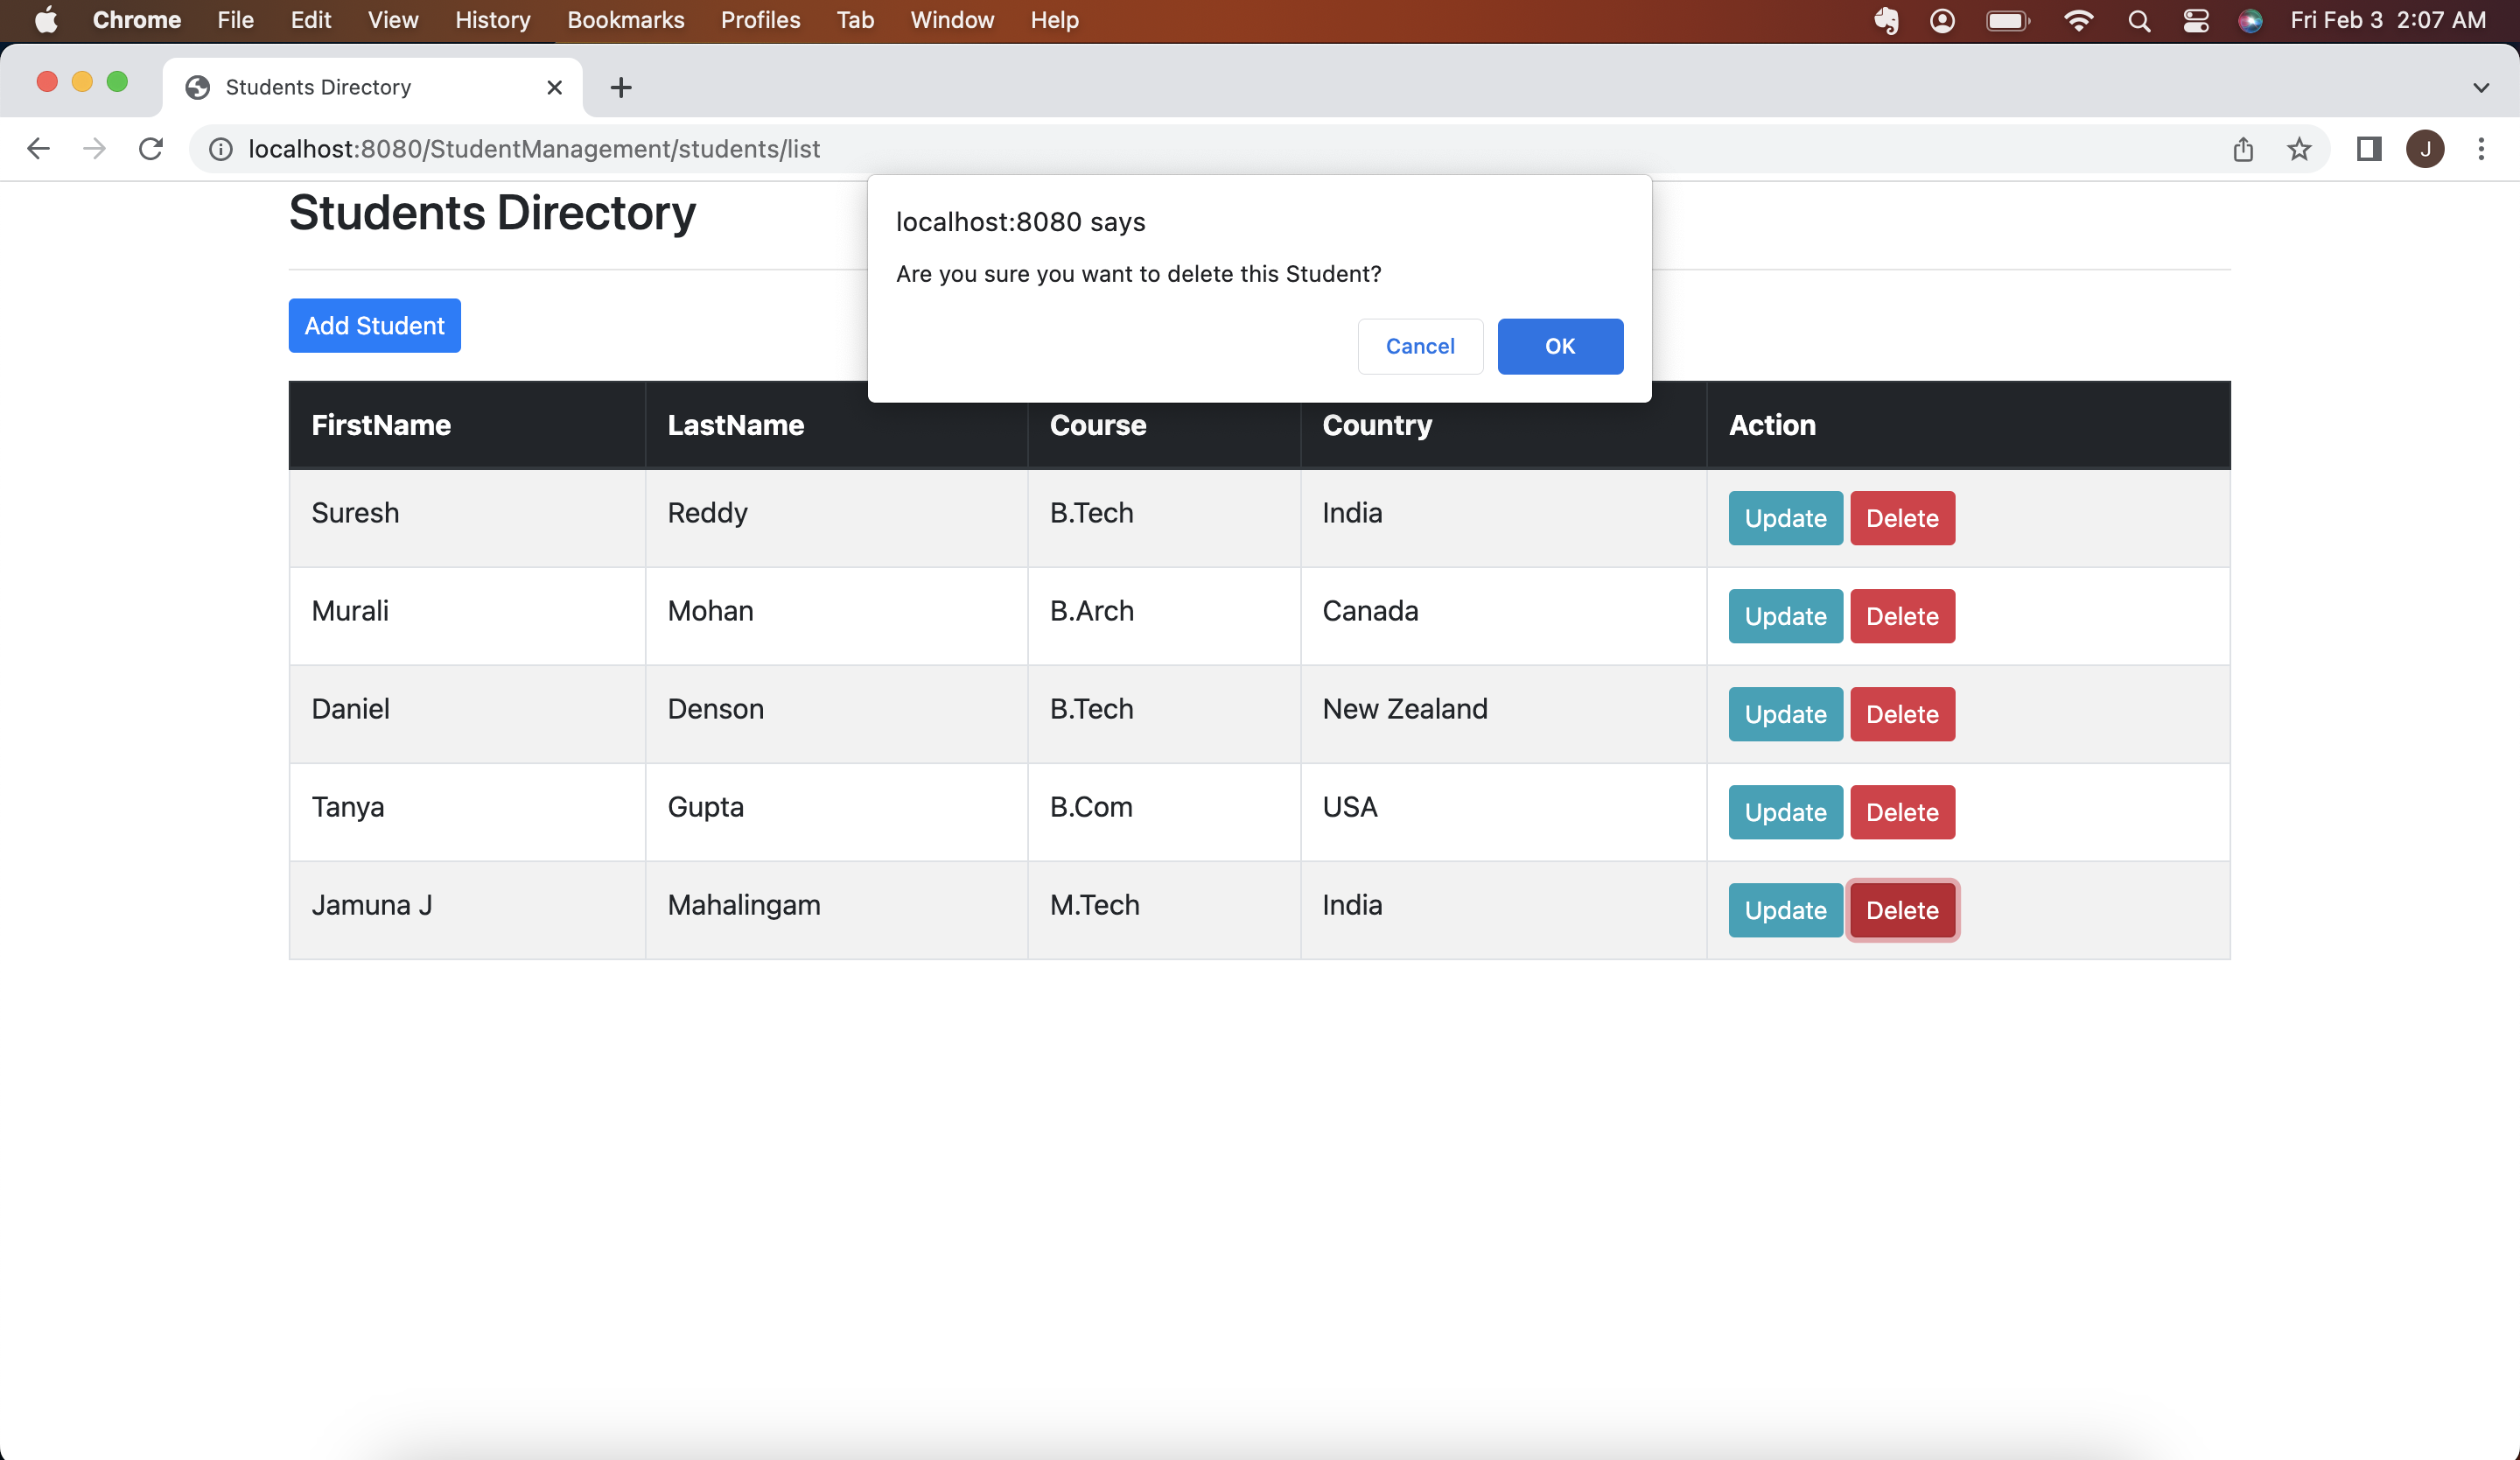 Chrome File Edit View History Bookmarks Profiles Tab Window Help Fri Feb 3 2:07 AM
Students Directory
localhost:8080/StudentManagement/students/list J
Students Directory
localhost:8080 says
Are you sure you want to delete this Student?
Cancel OK
Add Student
FirstName LastName Course Country Action
Suresh Reddy B.Tech India Update Delete
Murali Mohan B.Arch Canada Update Delete
Daniel Denson B.Tech New Zealand Update Delete
Tanya Gupta B.Com USA Update Delete
Jamuna J Mahalingam M.Tech India Update Delete